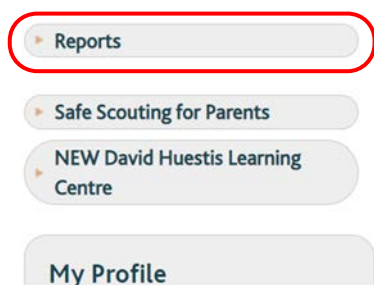 Reports
Safe Scouting for Parents
NEW David Huestis Learning
Centre
My Profile